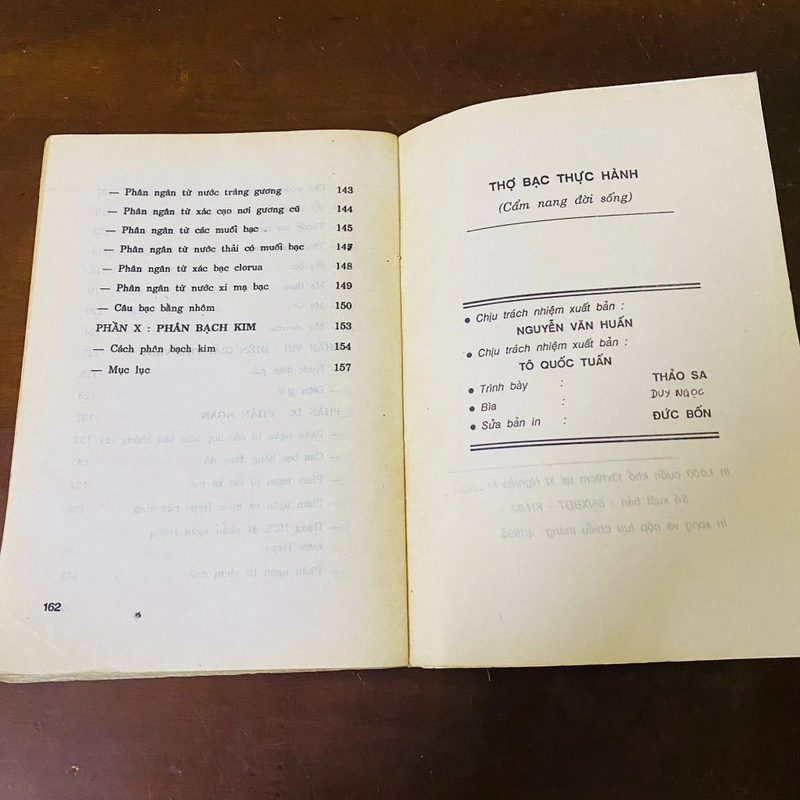 — Phân ngân từ nước tráng gương 143
— Phân ngân từ xác cạo nơi gương cũ 144
— Phân ngân từ các muối bạc . 145
— Phân ngân từ nước thải có muối bạc 147
— Phân ngân từ xác bạc clorua 148
— Phân ngân từ nước xi mạ bạc 149
— Câu bạc bằng nhôm 150
PHẦN X : PHÂN BẠCH KIM 153
— Cách phân bạch kim 154
— Mục lục 157
162
THỢ BẠC THỰC HÀNH
(Cẩm nang đời sống)
• Chịu trách nhiệm xuất bản :
NGUYỄN VĂN HUẤN
• Chịu trách nhiệm xuất bản :
TÔ QUỐC TUẤN
• Trình bày : THẢO SA
• Bìa : DUY NGỌC
• Sửa bản in : ĐỨC BỐN